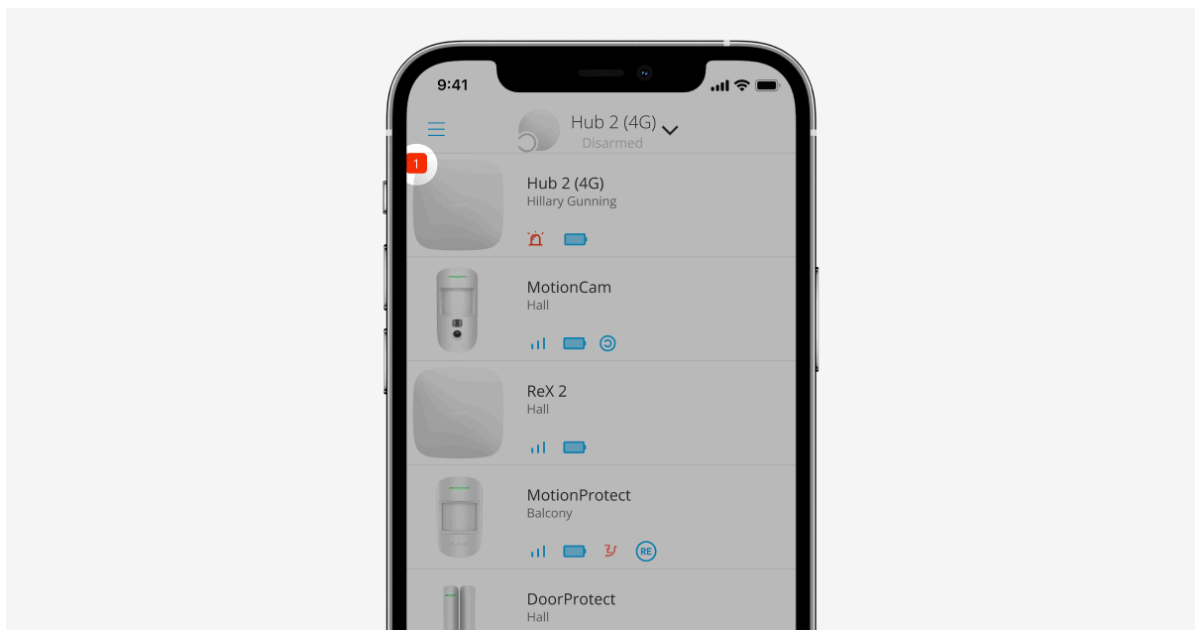 9:41
Hub 2 (4G)
Disarmed
1
Hub 2 (4G)
Hillary Gunning
MotionCam
Hall
ReX 2
Hall
MotionProtect
Balcony
RE
DoorProtect
Hall